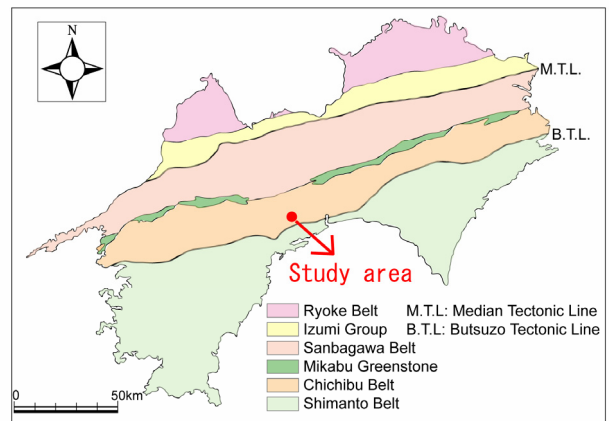 N
M.T.L.
B.T.L.
Study area
Ryoke Belt M.T.L: Median Tectonic Line
Izumi Group B.T.L: Butsuzo Tectonic Line
Sanbagawa Belt
Mikabu Greenstone
Chichibu Belt
Shimanto Belt
0 50km